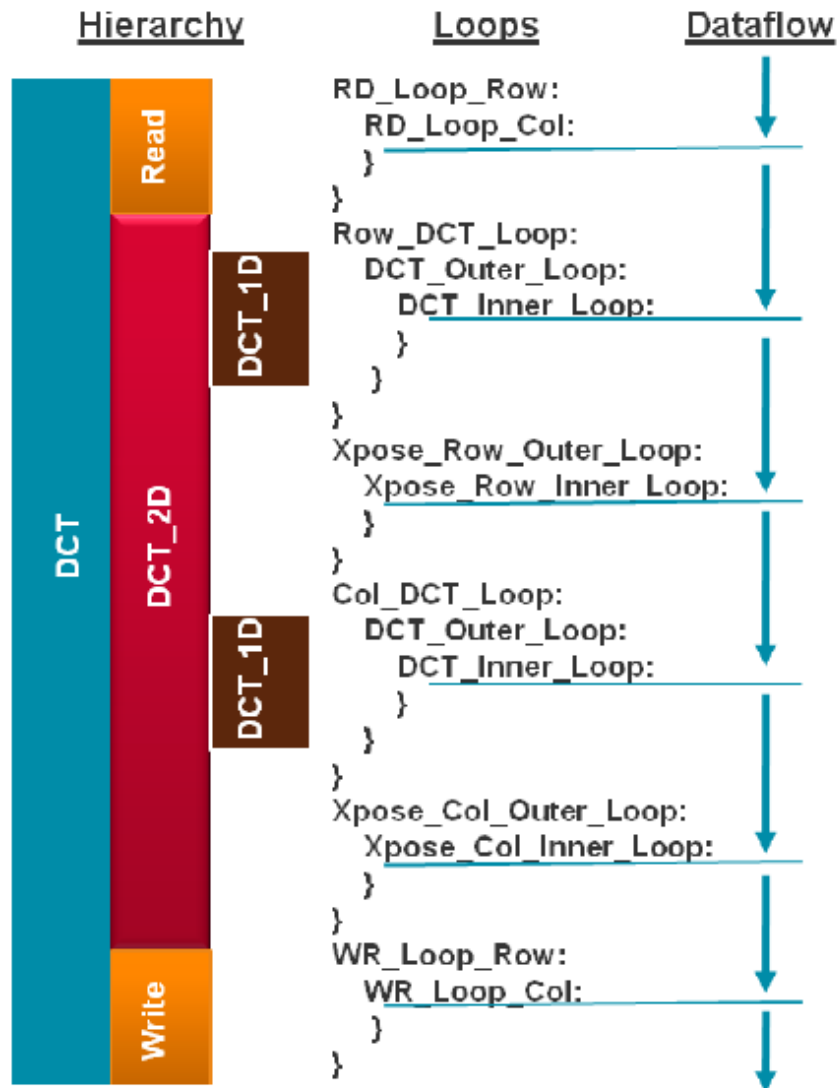 Hierarchy Loops Dataflow
DCT
Read
DCT_2D
Write
DCT_1D
DCT_1D
RD_Loop_Row:
RD_Loop_Col:
}
}
Row_DCT_Loop:
DCT_Outer_Loop:
DCT_Inner_Loop:
}
}
}
Xpose_Row_Outer_Loop:
Xpose_Row_Inner_Loop:
}
}
Col_DCT_Loop:
DCT_Outer_Loop:
DCT_Inner_Loop:
}
}
}
Xpose_Col_Outer_Loop:
Xpose_Col_Inner_Loop:
}
}
WR_Loop_Row:
WR_Loop_Col:
}
}